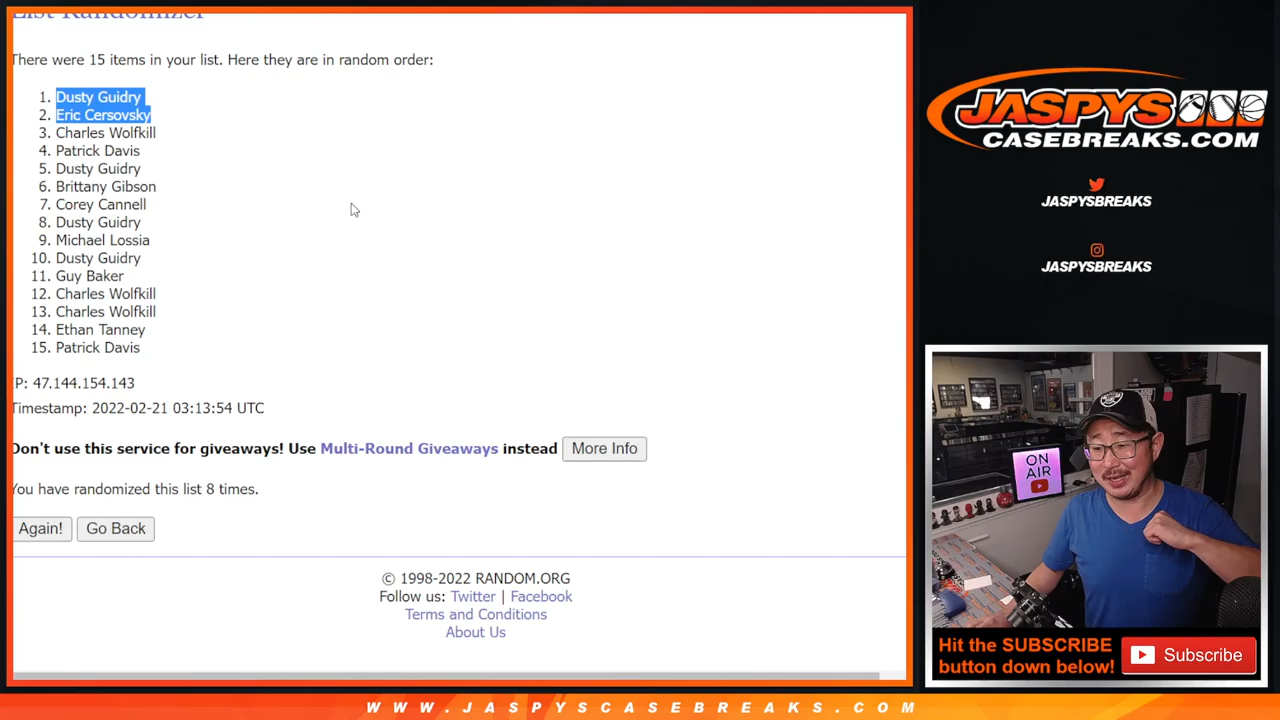 List Randomizer
There were 15 items in your list. Here they are in random order:
1. Dusty Guidry
2. Eric Cersovsky
3. Charles Wolfkill
4. Patrick Davis
5. Dusty Guidry
6. Brittany Gibson
7. Corey Cannell
8. Dusty Guidry
9. Michael Lossia
10. Dusty Guidry
11. Guy Baker
12. Charles Wolfkill
13. Charles Wolfkill
14. Ethan Tanney
15. Patrick Davis
IP: 47.144.154.143
Timestamp: 2022-02-21 03:13:54 UTC
Don't use this service for giveaways! Use Multi-Round Giveaways instead More Info
You have randomized this list 8 times.
Again! Go Back
© 1998-2022 RANDOM.ORG
Follow us: Twitter | Facebook
Terms and Conditions
About Us
JASPYS
CASEBREAKS.COM
JASPYSBREAKS
JASPYSBREAKS
ON
AIR
Hit the SUBSCRIBE
button down below!
Subscribe
WWW.JASPYSCASEBREAKS.COM